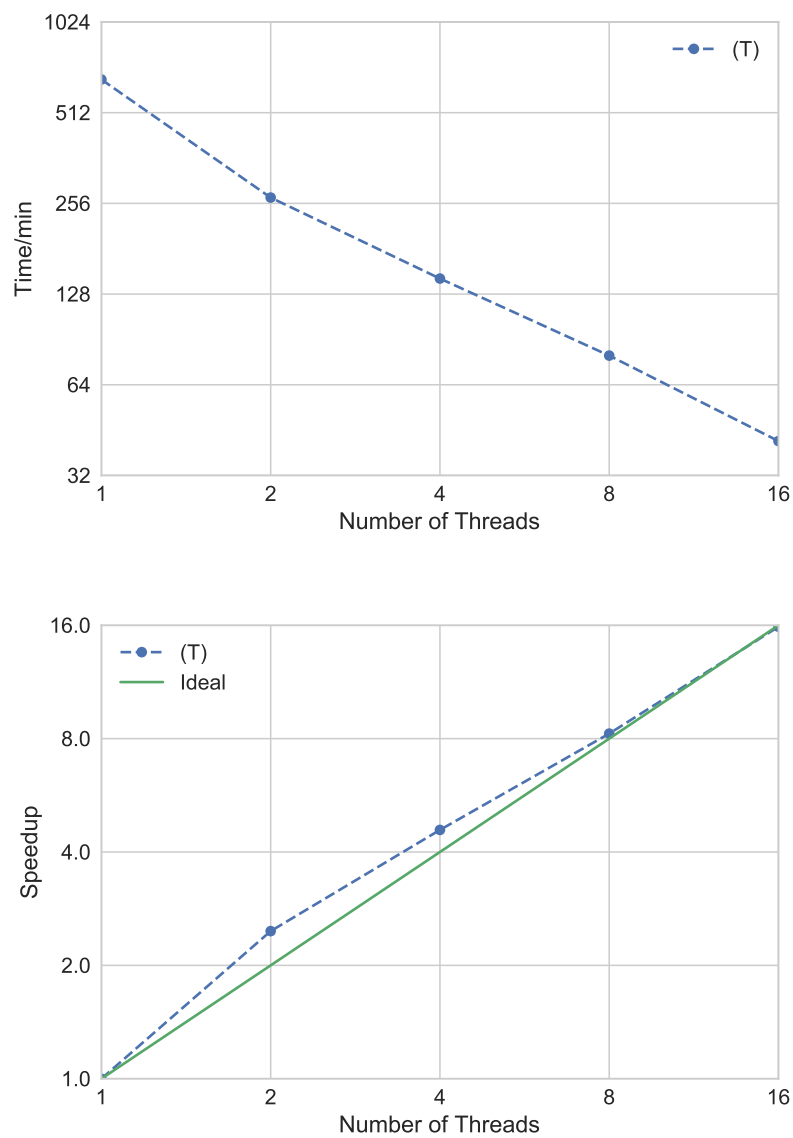 1024
(T)
512
256
128
64
32
Time/min
1 2 4 8 16
Number of Threads
16.0
(T)
Ideal
8.0
4.0
2.0
1.0
Speedup
1 2 4 8 16
Number of Threads